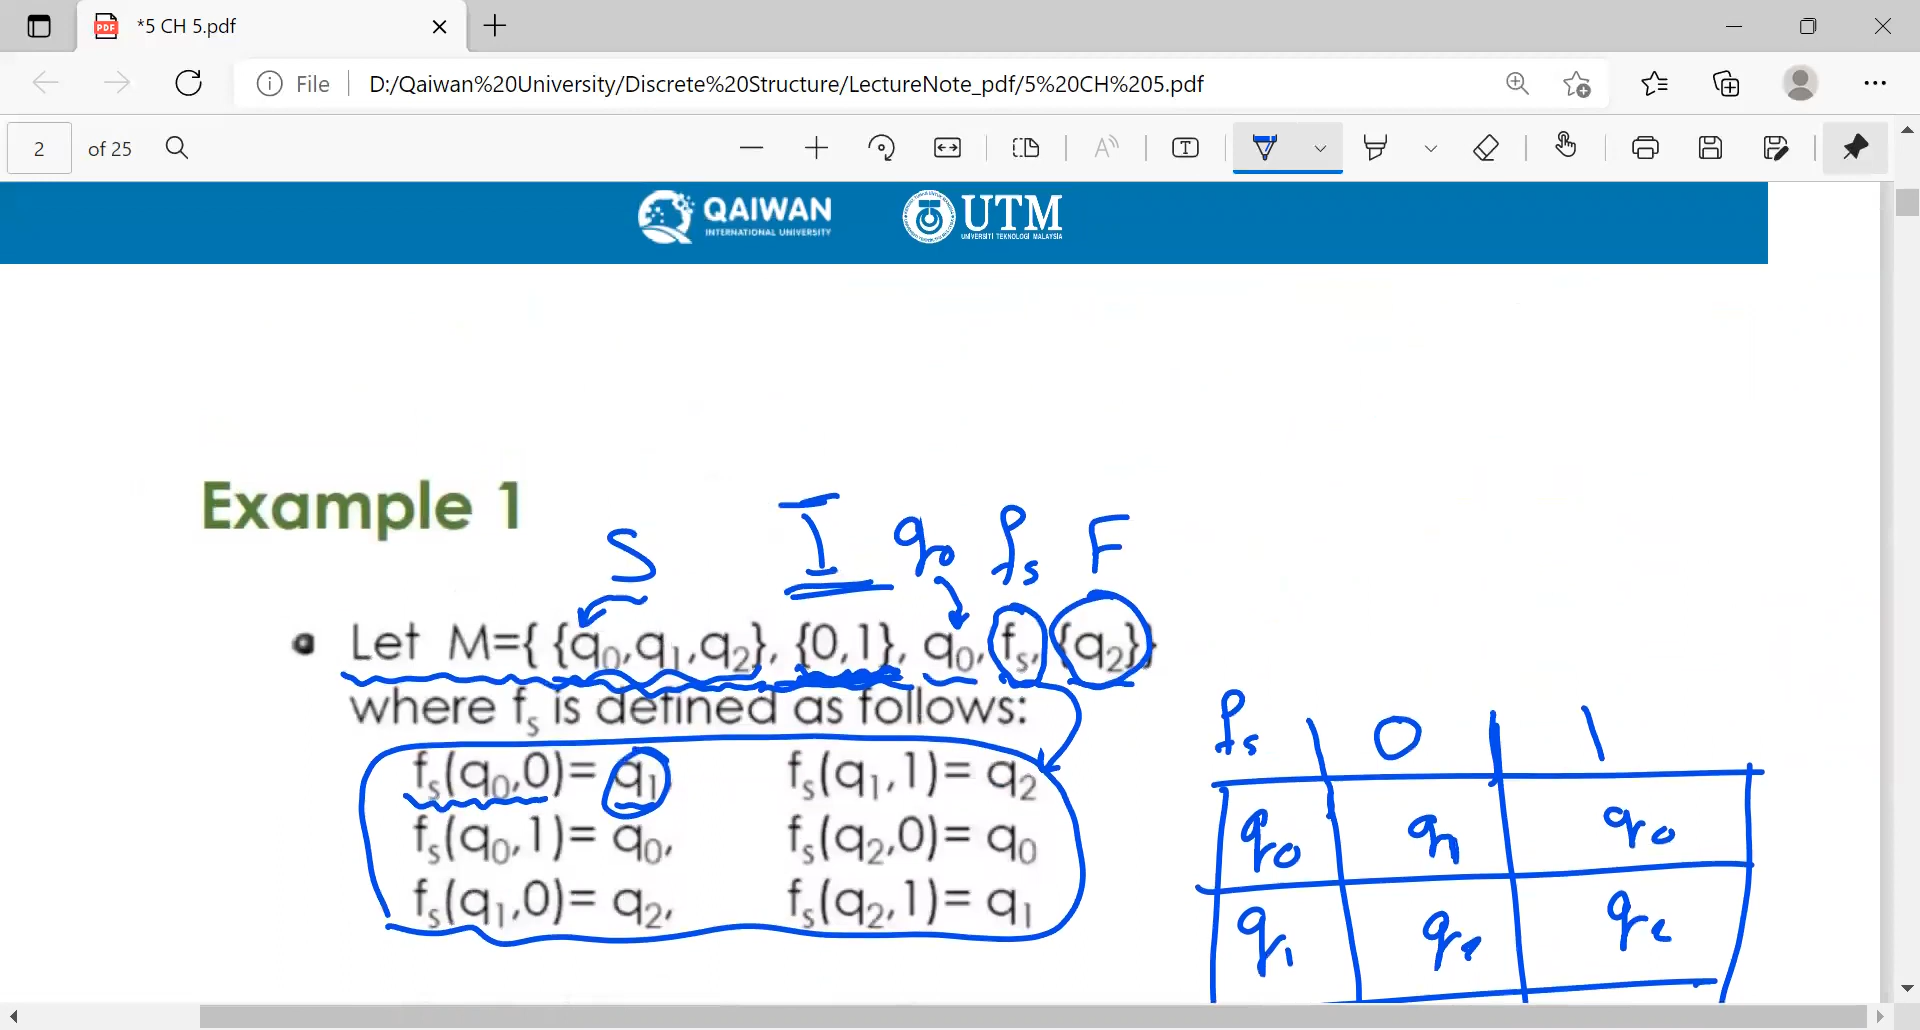 *5 CH 5.pdf
File D:/Qaiwan%20University/Discrete%20Structure/LectureNote_pdf/5%20CH%205.pdf
2 of 25
QAIWAN
INTERNATIONAL UNIVERSITY
UTM
UNIVERSITI TEKNOLOGI MALAYSIA
Example 1
S I q₀ fₛ F
Let M={ {q₀,q₁,q₂}, {0,1}, q₀, fₛ, {q₂}}
where fₛ is defined as follows:
fₛ(q₀,0)= q₁ fₛ(q₁,1)= q₂
fₛ(q₀,1)= q₀, fₛ(q₂,0)= q₀
fₛ(q₁,0)= q₂, fₛ(q₂,1)= q₁
fₛ 0 1
q₀ q₁ q₀
q₁ q₂ q₂